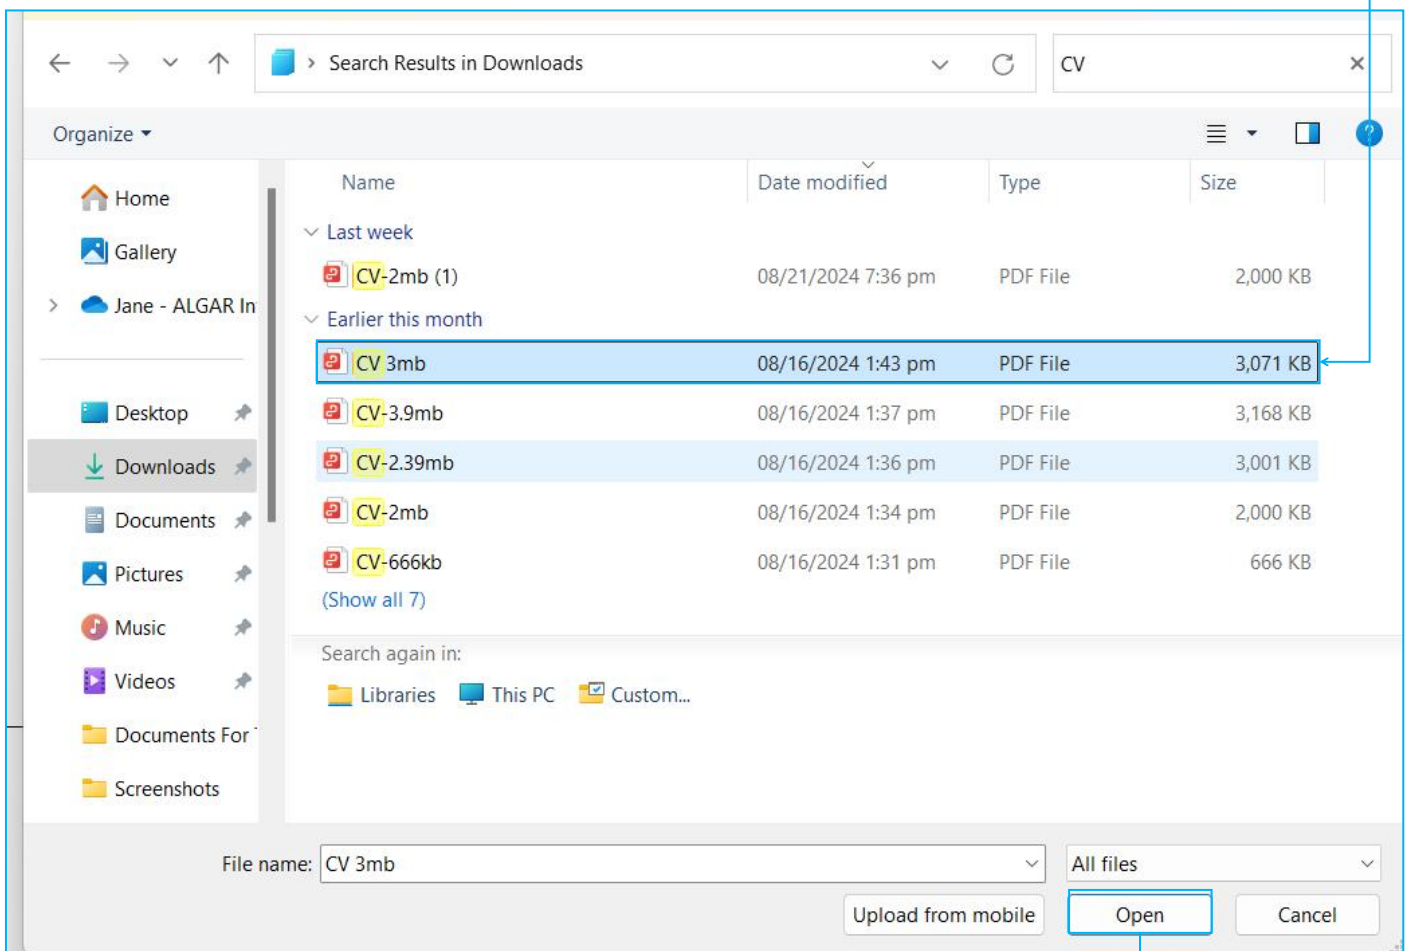 Search Results in Downloads
CV
Organize
Name Date modified Type Size
Home
Gallery
Jane - ALGAR In
Desktop
Downloads
Documents
Pictures
Music
Videos
Documents For
Screenshots
Last week
CV-2mb (1) 08/21/2024 7:36 pm PDF File 2,000 KB
Earlier this month
CV 3mb 08/16/2024 1:43 pm PDF File 3,071 KB
CV-3.9mb 08/16/2024 1:37 pm PDF File 3,168 KB
CV-2.39mb 08/16/2024 1:36 pm PDF File 3,001 KB
CV-2mb 08/16/2024 1:34 pm PDF File 2,000 KB
CV-666kb 08/16/2024 1:31 pm PDF File 666 KB
(Show all 7)
Search again in:
Libraries This PC Custom...
File name: CV 3mb All files
Upload from mobile Open Cancel